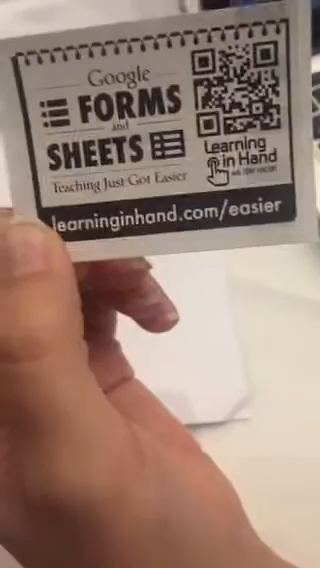 Google
FORMS
and
SHEETS
Teaching Just Got Easier
Learning
in Hand
learninginhand.com/easier